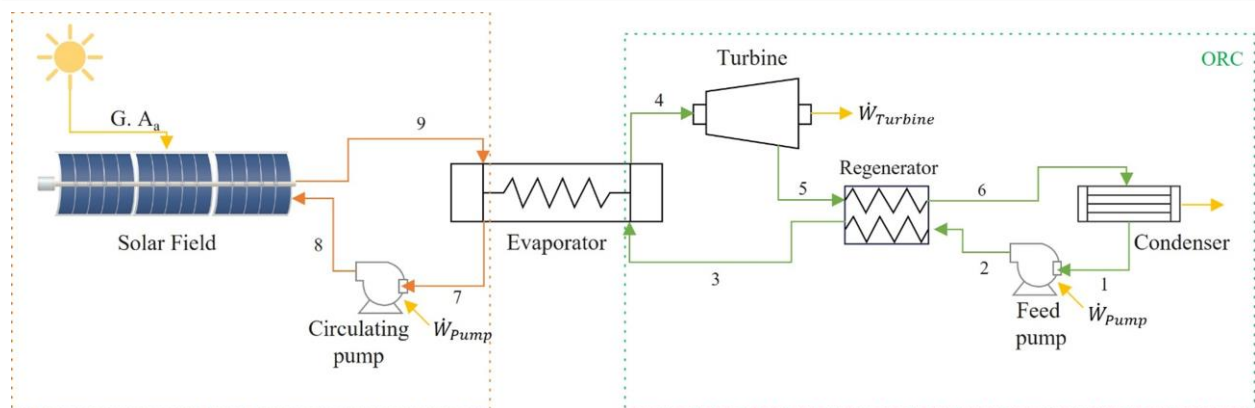 Turbine
ORC
4
G. Aₐ
9
Ẇ_Turbine
Regenerator
5
6
Solar Field
Evaporator
Condenser
8
3
2
1
7
Ẇ_Pump
Circulating
pump
Feed
pump
Ẇ_Pump